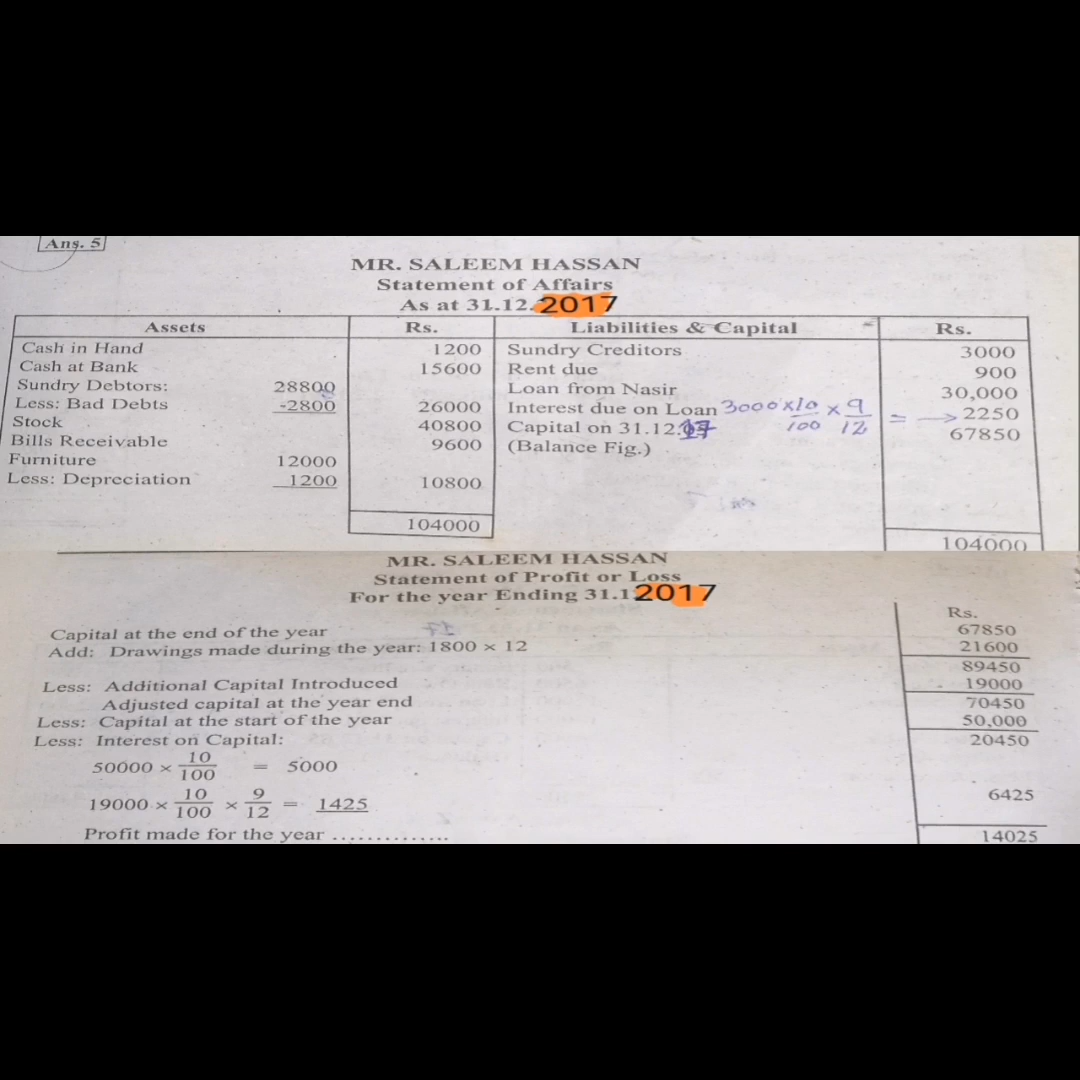 Ans. 5
MR. SALEEM HASSAN
Statement of Affairs
As at 31.12.2017
Assets Rs. Liabilities & Capital Rs.
Cash in Hand 1200 Sundry Creditors 3000
Cash at Bank 15600 Rent due 900
Sundry Debtors: 28800 Loan from Nasir 30,000
Less: Bad Debts -2800 26000 Interest due on Loan 3000x10/100 x 9/12 = → 2250
Stock 40800 Capital on 31.12. 67850
Bills Receivable 9600 (Balance Fig.)
Furniture 12000
Less: Depreciation 1200 10800
104000 104000
MR. SALEEM HASSAN
Statement of Profit or Loss
For the year Ending 31.12017
Rs.
Capital at the end of the year 67850
Add: Drawings made during the year: 1800 × 12 21600
89450
Less: Additional Capital Introduced 19000
Adjusted capital at the year end 70450
Less: Capital at the start of the year 50,000
Less: Interest on Capital: 20450
50000 × 10/100 = 5000
19000 × 10/100 × 9/12 = 1425 6425
Profit made for the year .............. 14025